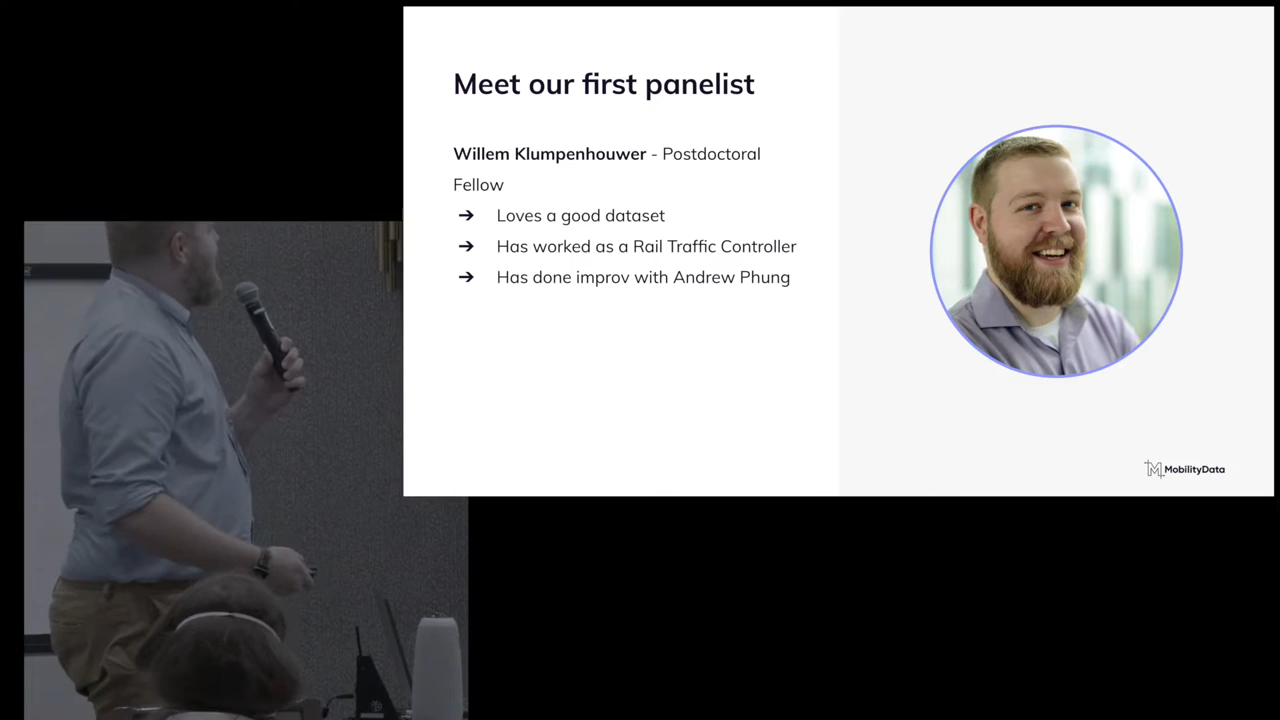 Meet our first panelist
Willem Klumpenhouwer - Postdoctoral
Fellow
➔ Loves a good dataset
➔ Has worked as a Rail Traffic Controller
➔ Has done improv with Andrew Phung
MobilityData